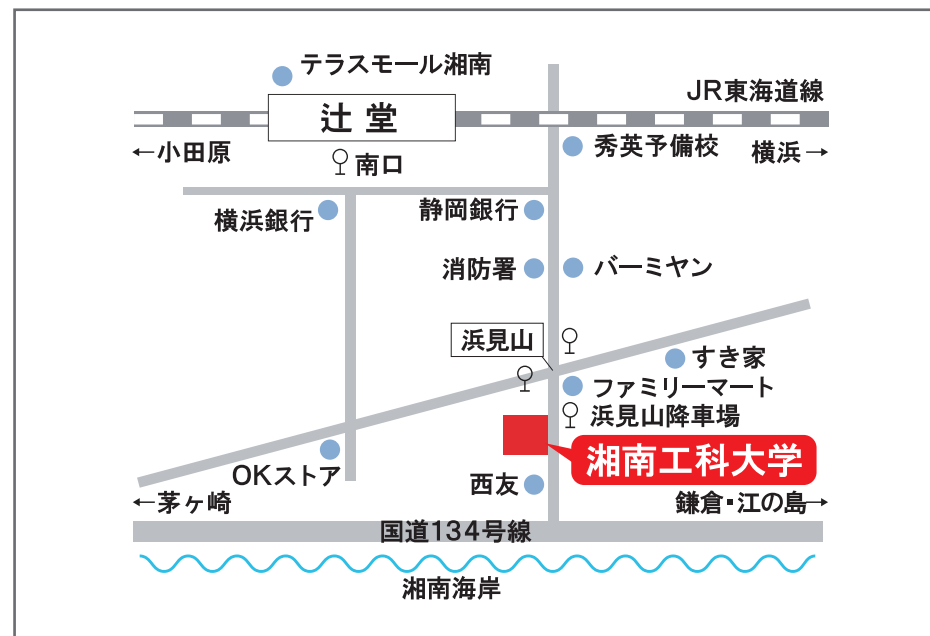 テラスモール湘南
JR東海道線
辻堂
←小田原
南口
秀英予備校
横浜→
横浜銀行
静岡銀行
消防署
バーミヤン
浜見山
すき家
ファミリーマート
浜見山降車場
湘南工科大学
OKストア
西友
←茅ヶ崎
鎌倉・江の島→
国道134号線
湘南海岸